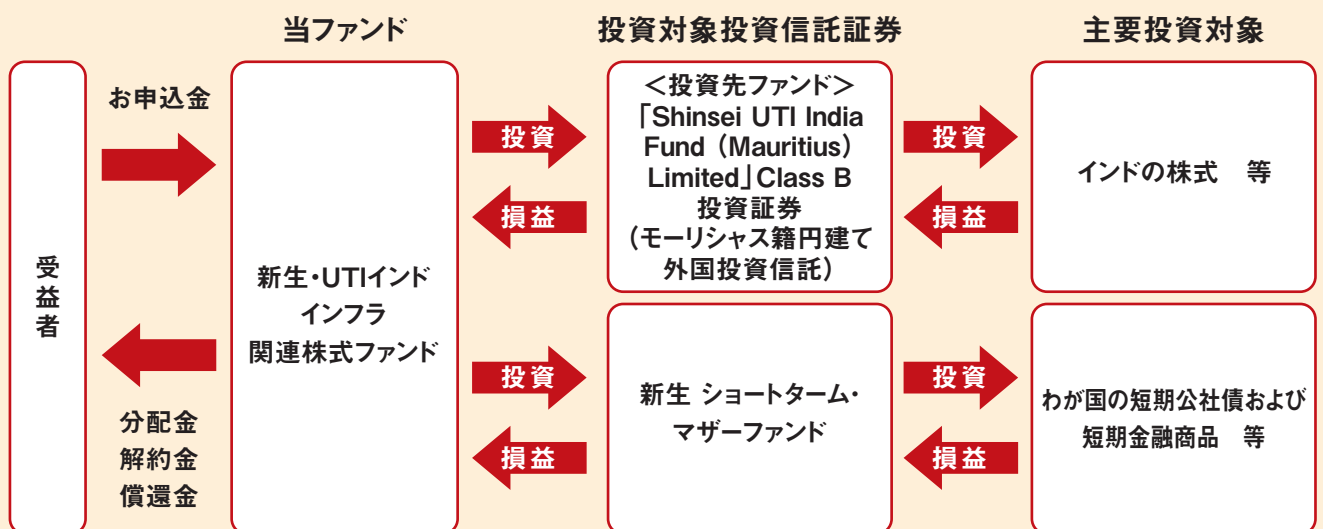 当ファンド
投資対象投資信託証券
主要投資対象
受益者
お申込金
分配金
解約金
償還金
新生・UTIインド
インフラ
関連株式ファンド
投資
損益
＜投資先ファンド＞
「Shinsei UTI India
Fund (Mauritius)
Limited」Class B
投資証券
(モーリシャス籍円建て
外国投資信託)
投資
損益
インドの株式 等
投資
損益
新生 ショートターム・
マザーファンド
投資
損益
わが国の短期公社債および
短期金融商品 等